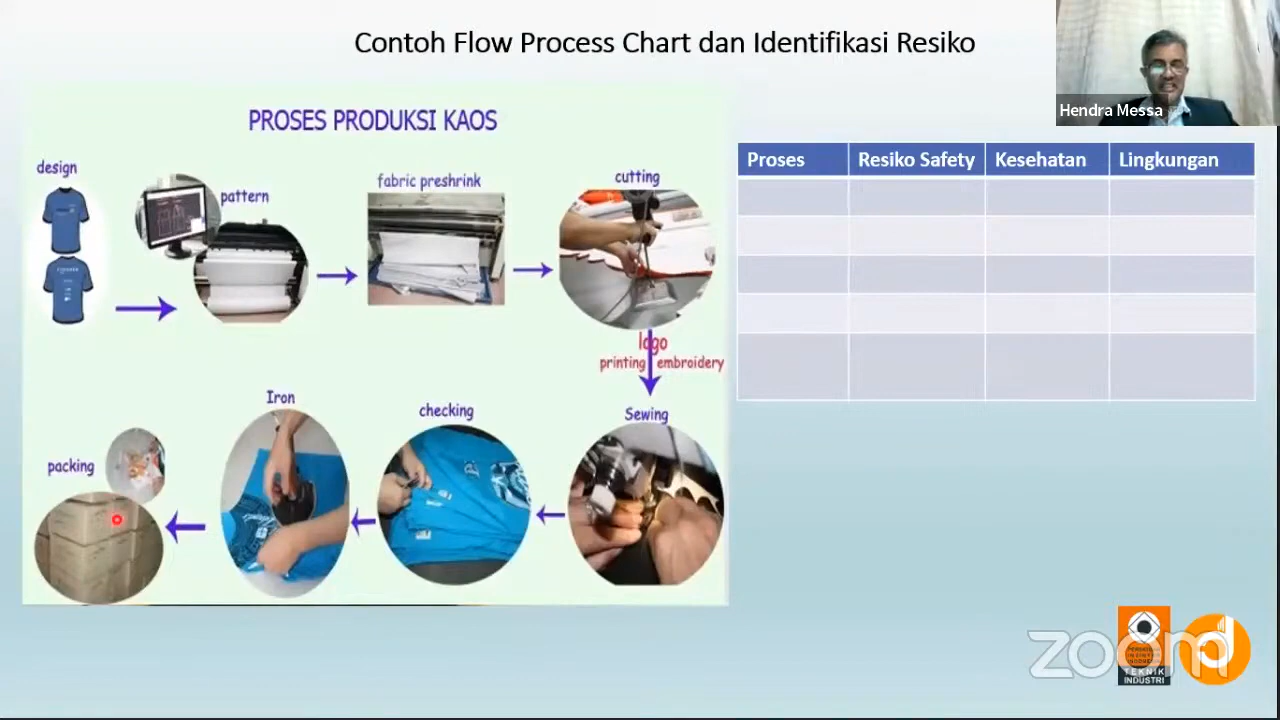 Contoh Flow Process Chart dan Identifikasi Resiko
Hendra Messa
PROSES PRODUKSI KAOS
design
pattern
fabric preshrink
cutting
logo
printing embroidery
Sewing
checking
Iron
packing
Proses Resiko Safety Kesehatan Lingkungan
zoom
TEKNIK
INDUSTRI